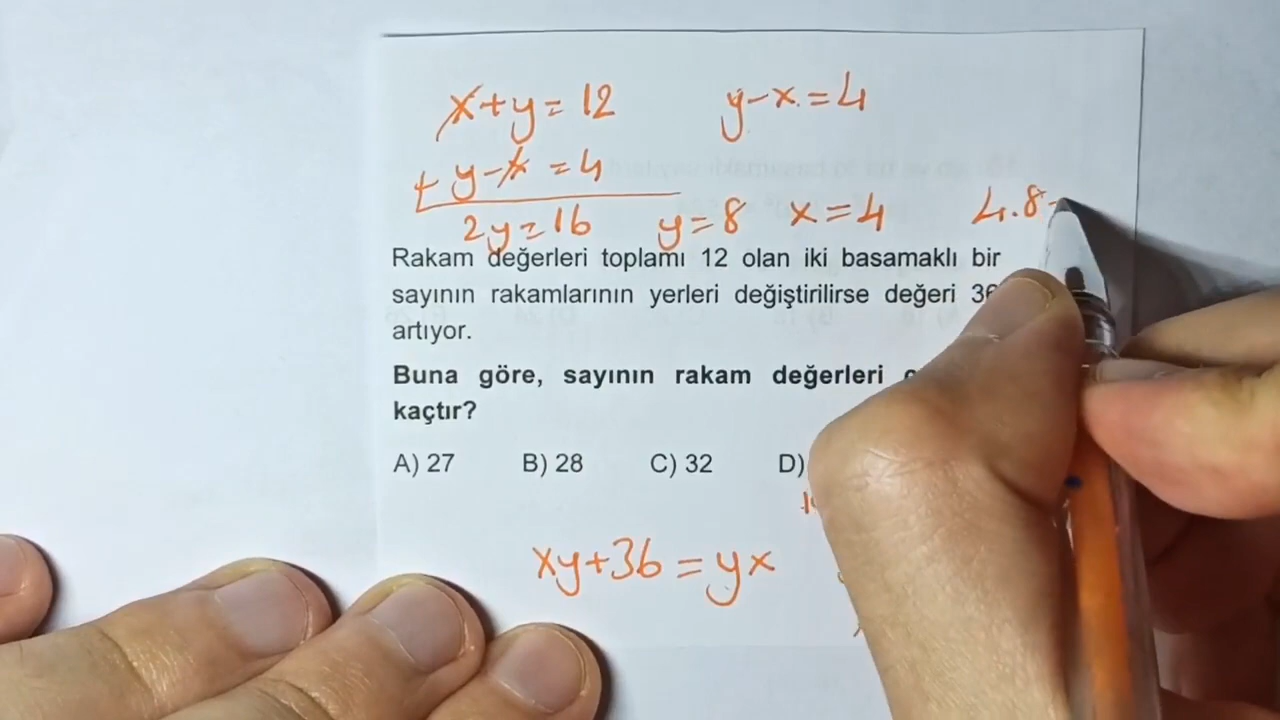 x+y=12 y-x=4
+ y-x=4
2y=16 y=8 x=4 4.8
Rakam değerleri toplamı 12 olan iki basamaklı bir
sayının rakamlarının yerleri değiştirilirse değeri 36
artıyor.
Buna göre, sayının rakam değerleri
kaçtır?
A) 27 B) 28 C) 32 D)
xy+36=yx